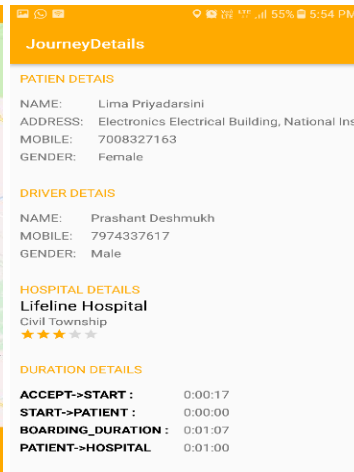 55% 5:54 PM
JourneyDetails
PATIEN DETAIS
NAME: Lima Priyadarsini
ADDRESS: Electronics Electrical Building, National Ins
MOBILE: 7008327163
GENDER: Female
DRIVER DETAIS
NAME: Prashant Deshmukh
MOBILE: 7974337617
GENDER: Male
HOSPITAL DETAILS
Lifeline Hospital
Civil Township
DURATION DETAILS
ACCEPT->START : 0:00:17
START->PATIENT : 0:00:00
BOARDING_DURATION : 0:01:07
PATIENT->HOSPITAL 0:01:00